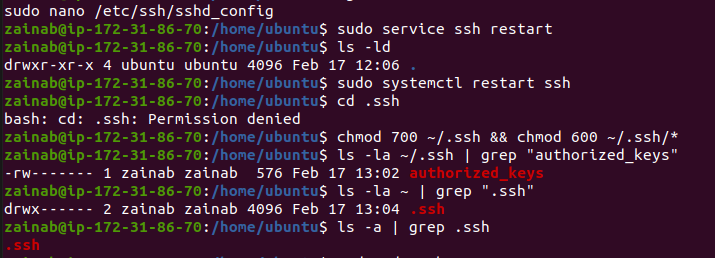 sudo nano /etc/ssh/sshd_config
zainab@ip-172-31-86-70:/home/ubuntu$ sudo service ssh restart
zainab@ip-172-31-86-70:/home/ubuntu$ ls -ld
drwxr-xr-x 4 ubuntu ubuntu 4096 Feb 17 12:06 .
zainab@ip-172-31-86-70:/home/ubuntu$ sudo systemctl restart ssh
zainab@ip-172-31-86-70:/home/ubuntu$ cd .ssh
bash: cd: .ssh: Permission denied
zainab@ip-172-31-86-70:/home/ubuntu$ chmod 700 ~/.ssh && chmod 600 ~/.ssh/*
zainab@ip-172-31-86-70:/home/ubuntu$ ls -la ~/.ssh | grep "authorized_keys"
-rw------- 1 zainab zainab  576 Feb 17 13:02 authorized_keys
zainab@ip-172-31-86-70:/home/ubuntu$ ls -la ~ | grep ".ssh"
drwx------ 2 zainab zainab 4096 Feb 17 13:04 .ssh
zainab@ip-172-31-86-70:/home/ubuntu$ ls -a | grep .ssh
.ssh